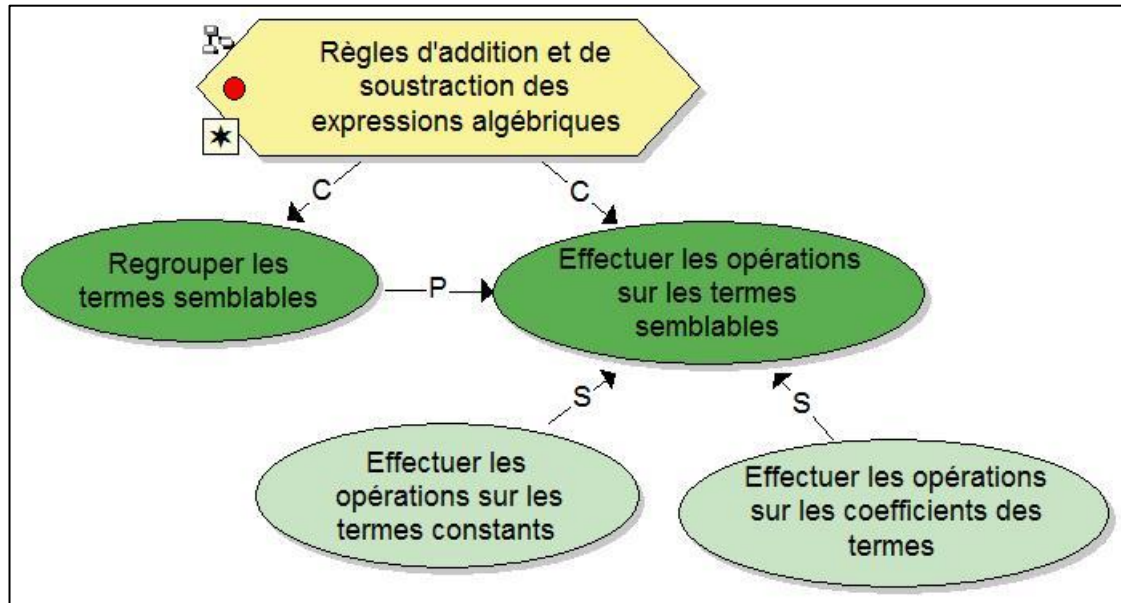 Règles d'addition et de
soustraction des
expressions algébriques
C
C
Regrouper les
termes semblables
P
Effectuer les opérations
sur les termes
semblables
S
S
Effectuer les
opérations sur les
termes constants
Effectuer les opérations
sur les coefficients des
termes